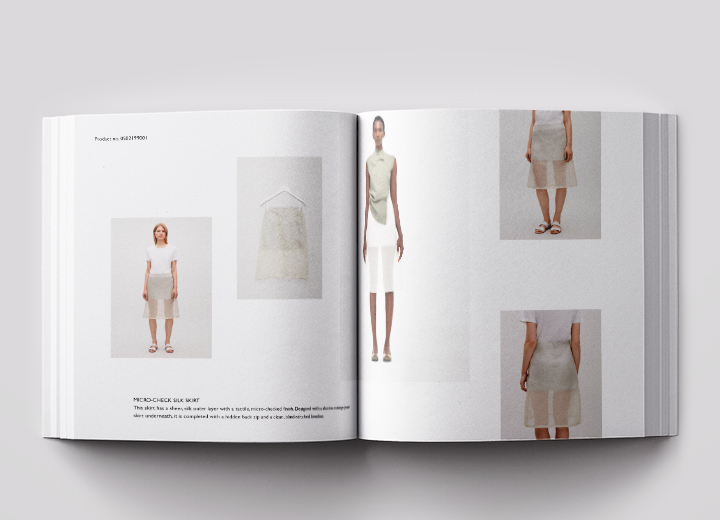 Product no. 0502199001
MICRO-CHECK SILK SKIRT
This skirt has a sheer, silk outer layer with a tactile, micro-checked finish. Designed with a
skirt underneath, it is completed with a hidden back zip and a clean,